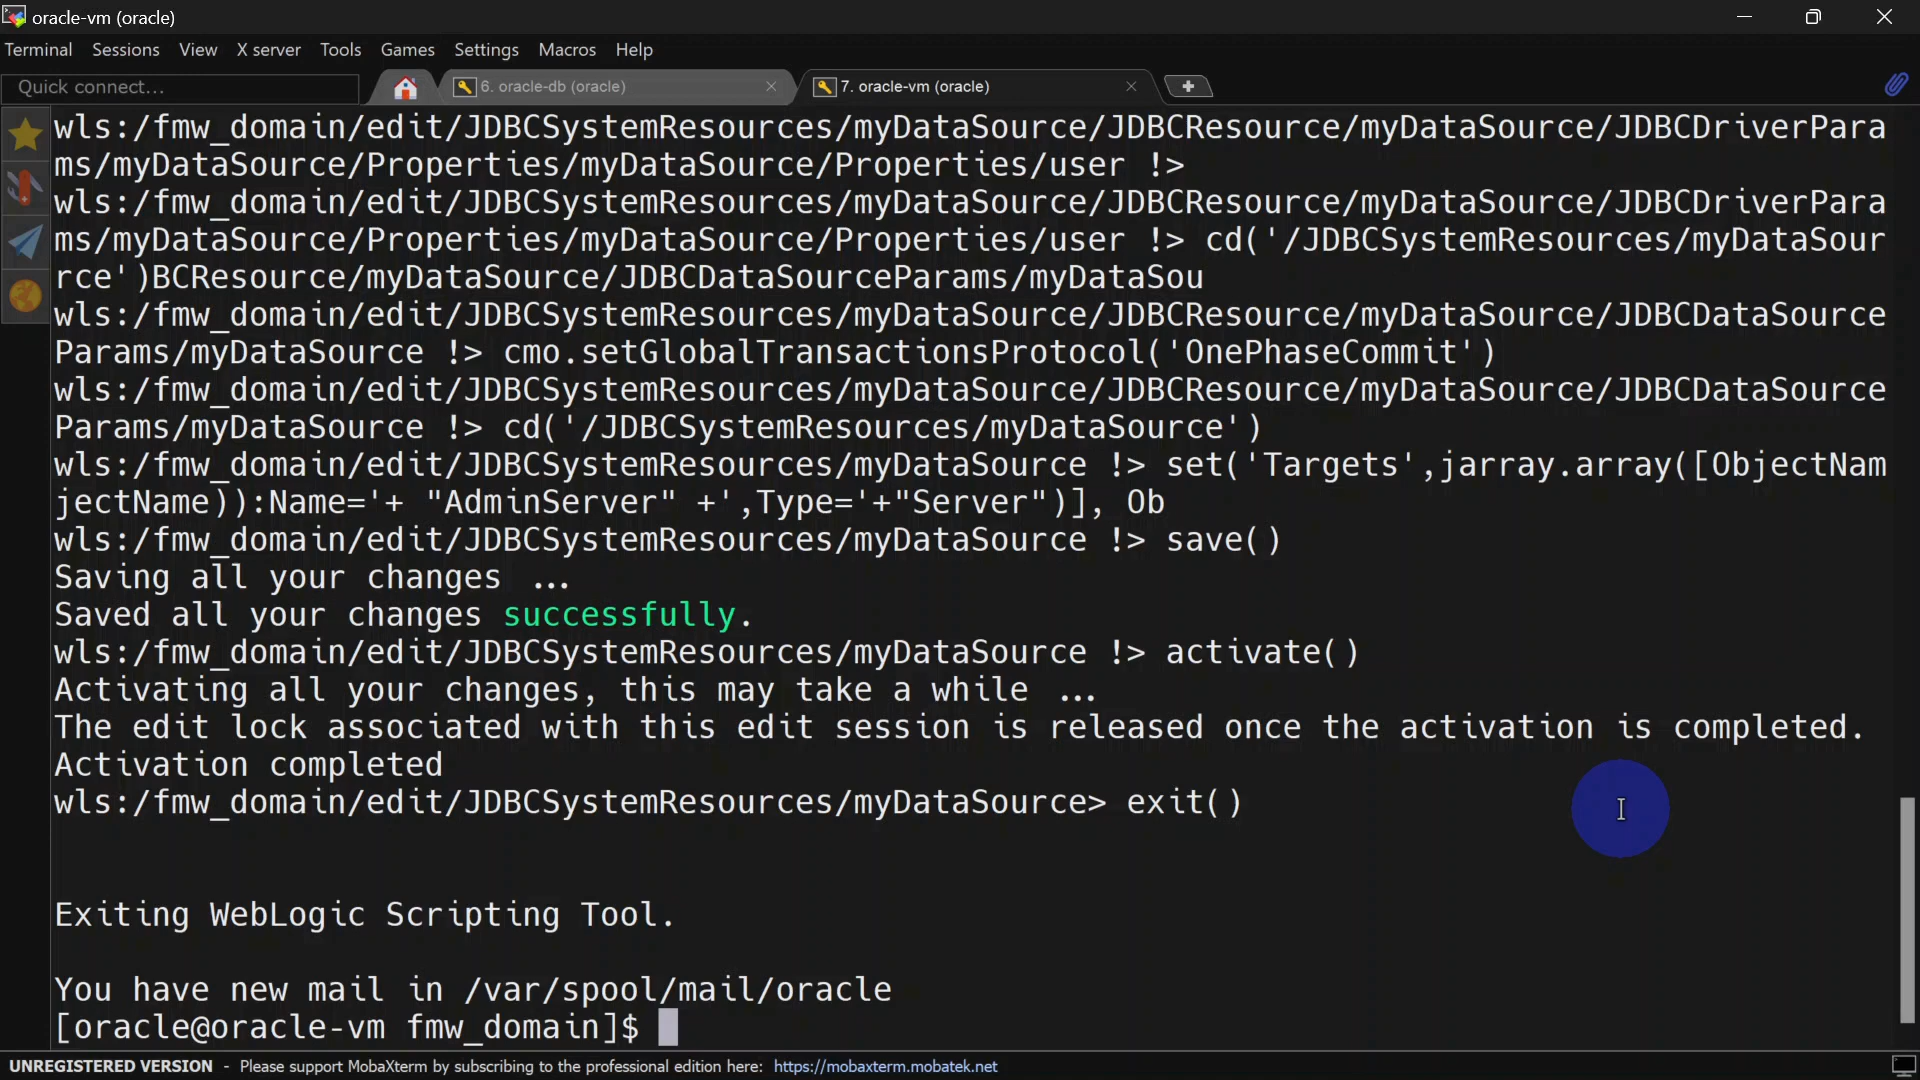 oracle-vm (oracle)
Terminal Sessions View X server Tools Games Settings Macros Help
Quick connect... 6. oracle-db (oracle) 7. oracle-vm (oracle)
wls:/fmw_domain/edit/JDBCSystemResources/myDataSource/JDBCResource/myDataSource/JDBCDriverPara
ms/myDataSource/Properties/myDataSource/Properties/user !>
wls:/fmw_domain/edit/JDBCSystemResources/myDataSource/JDBCResource/myDataSource/JDBCDriverPara
ms/myDataSource/Properties/myDataSource/Properties/user !> cd('/JDBCSystemResources/myDataSour
rce')BCResource/myDataSource/JDBCDataSourceParams/myDataSou
wls:/fmw_domain/edit/JDBCSystemResources/myDataSource/JDBCResource/myDataSource/JDBCDataSource
Params/myDataSource !> cmo.setGlobalTransactionsProtocol('OnePhaseCommit')
wls:/fmw_domain/edit/JDBCSystemResources/myDataSource/JDBCResource/myDataSource/JDBCDataSource
Params/myDataSource !> cd('/JDBCSystemResources/myDataSource')
wls:/fmw_domain/edit/JDBCSystemResources/myDataSource !> set('Targets',jarray.array([ObjectNam
jectName)):Name='+ "AdminServer" +',Type='+"Server")], Ob
wls:/fmw_domain/edit/JDBCSystemResources/myDataSource !> save()
Saving all your changes ...
Saved all your changes successfully.
wls:/fmw_domain/edit/JDBCSystemResources/myDataSource !> activate()
Activating all your changes, this may take a while ...
The edit lock associated with this edit session is released once the activation is completed.
Activation completed
wls:/fmw_domain/edit/JDBCSystemResources/myDataSource> exit()
Exiting WebLogic Scripting Tool.
You have new mail in /var/spool/mail/oracle
[oracle@oracle-vm fmw_domain]$
UNREGISTERED VERSION - Please support MobaXterm by subscribing to the professional edition here: https://mobaxterm.mobatek.net